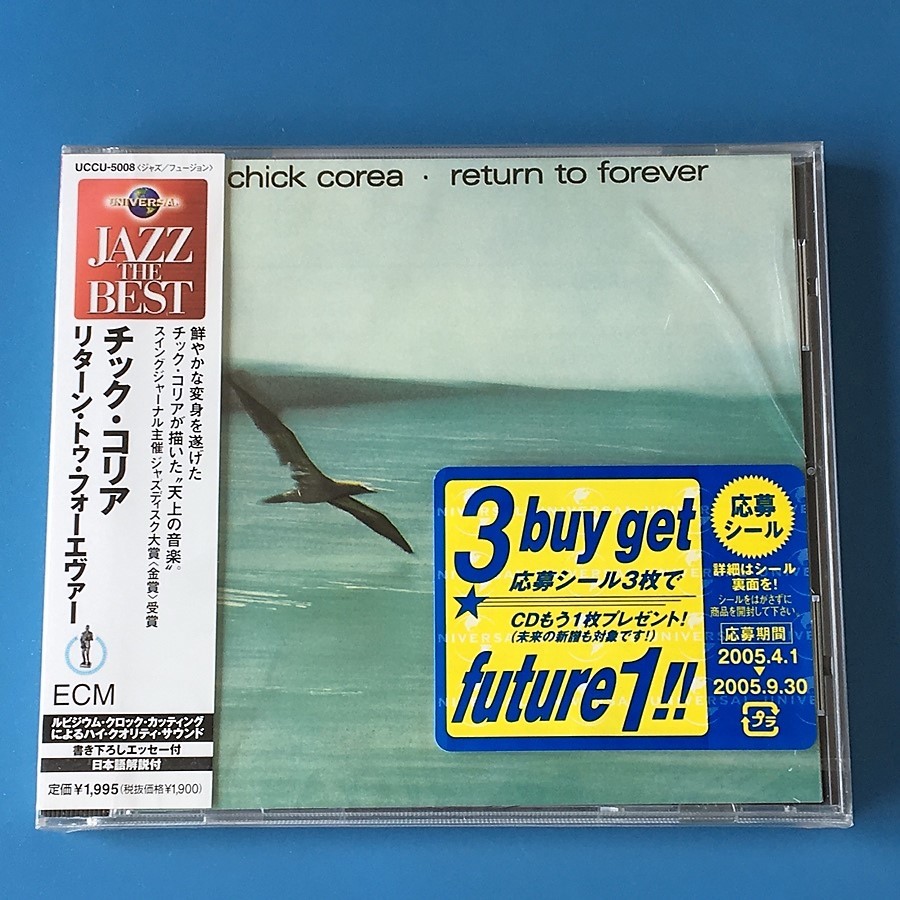 UCCU-5008〈ジャズ／フュージョン〉
UNIVERSAL
JAZZ
THE
BEST
鮮やかな変身を遂げた
チック・コリアが描いた“天上の音楽”。
スイングジャーナル主催 ジャズディスク大賞〈金賞〉受賞
チック・コリア
リターン・トゥ・フォーエヴァー
ECM
ルビジウム・クロック・カッティング
によるハイ・クオリティ・サウンド
書き下ろしエッセー付
日本語解説付
定価¥1,995(税抜価格¥1,900)
chick corea · return to forever
3 buy get
応募シール3枚で
CDもう1枚プレゼント!
(未来の新譜も対象です!)
future 1!!
応募
シール
詳細はシール
裏面を!
シールをはがさずに
商品を開封して下さい。
応募期間
2005.4.1
2005.9.30
プラ